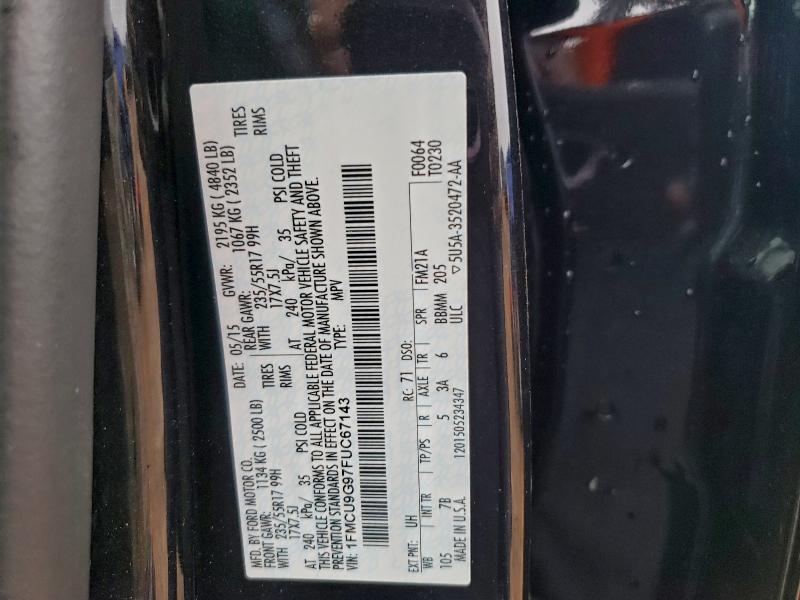 MFD. BY FORD MOTOR CO. DATE: 05/15 GVWR: 2195 KG ( 4840 LB)
FRONT GAWR: 1134 KG ( 2500 LB) REAR GAWR: 1067 KG ( 2352 LB)
WITH 235/55R17 99H TIRES WITH 235/55R17 99H TIRES
17X7.5J RIMS 17X7.5J RIMS
AT 240 kPa/ 35 PSI COLD AT 240 kPa/ 35 PSI COLD
THIS VEHICLE CONFORMS TO ALL APPLICABLE FEDERAL MOTOR VEHICLE SAFETY AND THEFT
PREVENTION STANDARDS IN EFFECT ON THE DATE OF MANUFACTURE SHOWN ABOVE.
VIN: 1FMCU9G97FUC67143 TYPE: MPV
F0064
T0230
EXT PNT: UH RC: 71 DSO: FM21A
WB INT TR TP/PS R AXLE TR SPR
105 7B 5 3A 6 BBMM 205
MADE IN U.S.A. 1201505234347 ULC ▽5U5A-3520472-AA